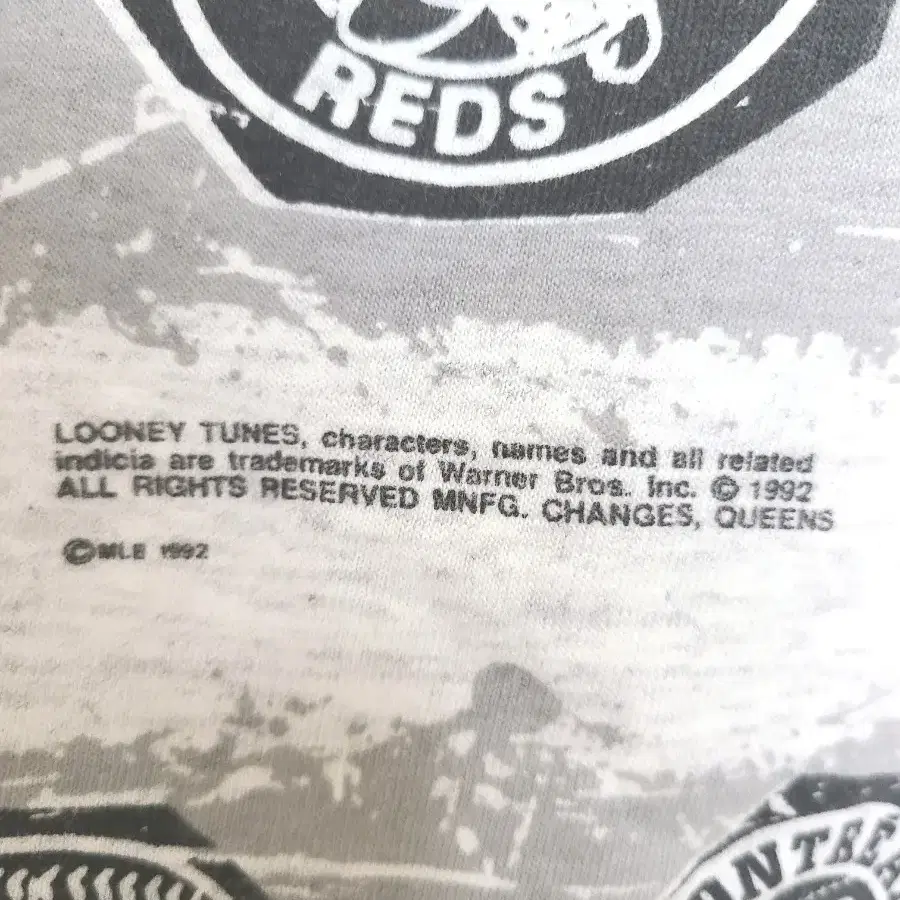 REDS
LOONEY TUNES, characters, names and all related
indicia are trademarks of Warner Bros. Inc. © 1992
ALL RIGHTS RESERVED MNFG. CHANGES, QUEENS
©MLB 1992